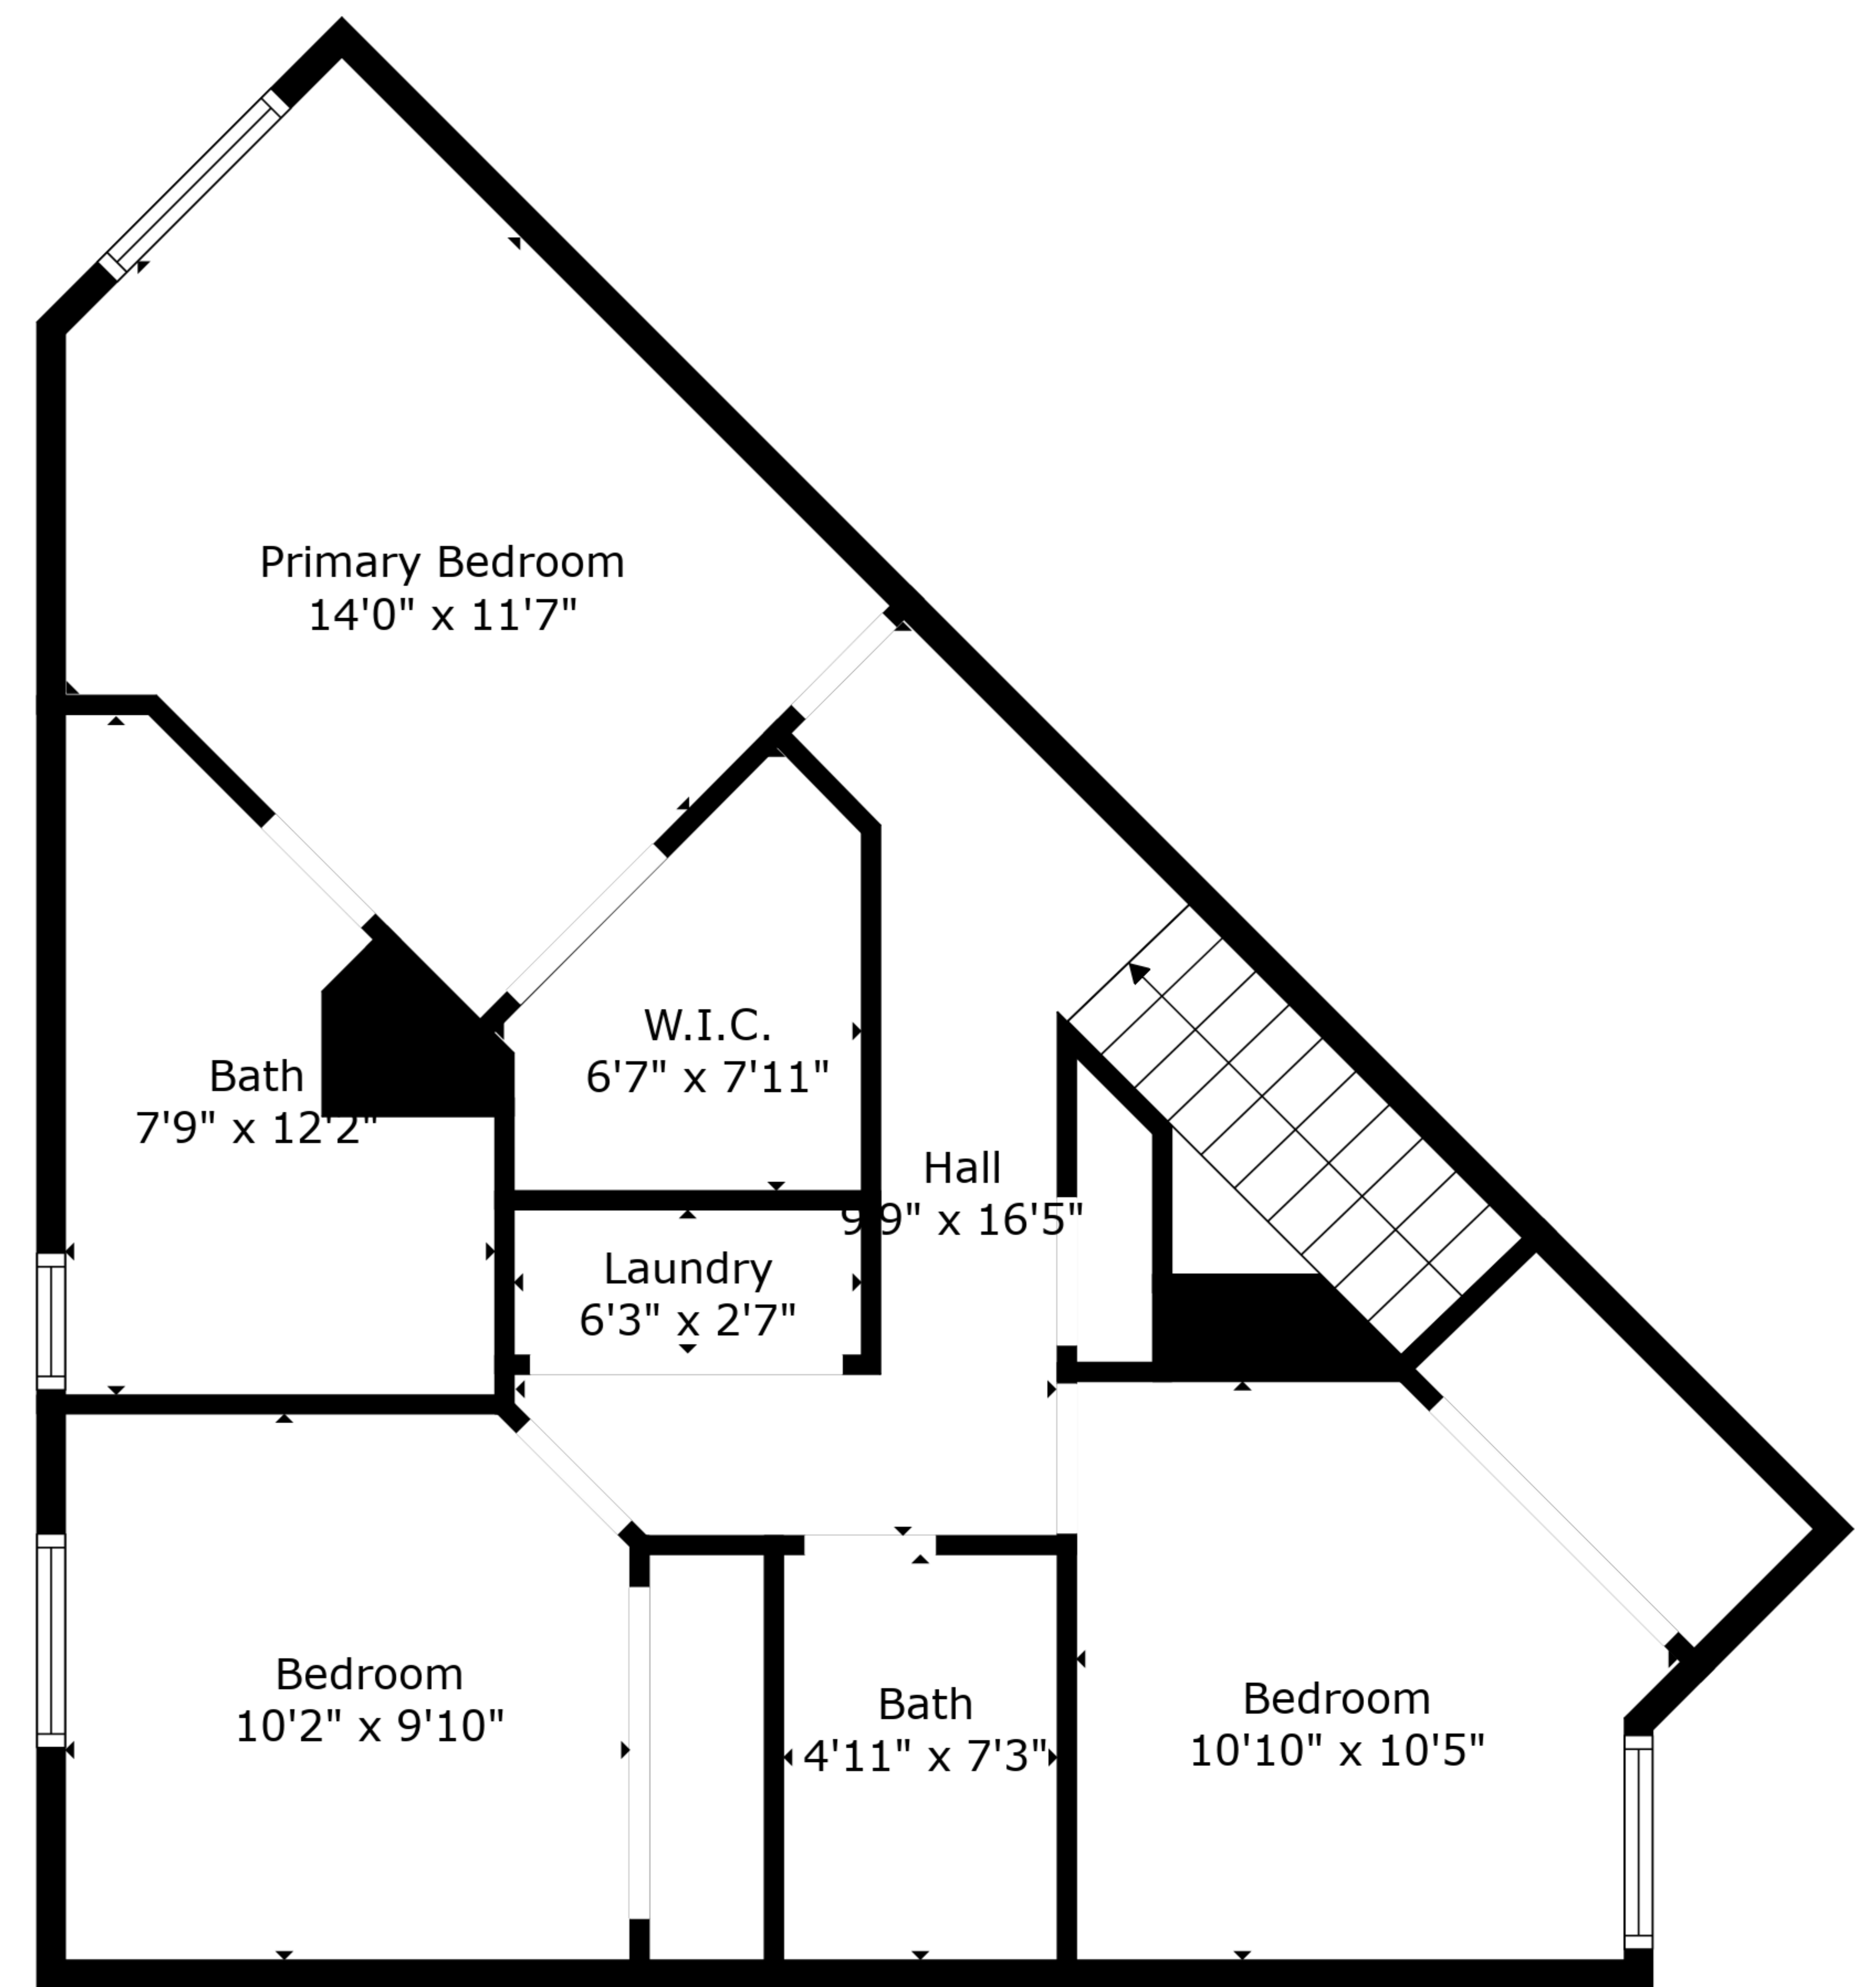 Primary Bedroom
14'0" x 11'7"
W.I.C.
6'7" x 7'11"
Bath
7'9" x 12'2"
Hall
9'9" x 16'5"
Laundry
6'3" x 2'7"
Bedroom
10'2" x 9'10"
Bath
4'11" x 7'3"
Bedroom
10'10" x 10'5"